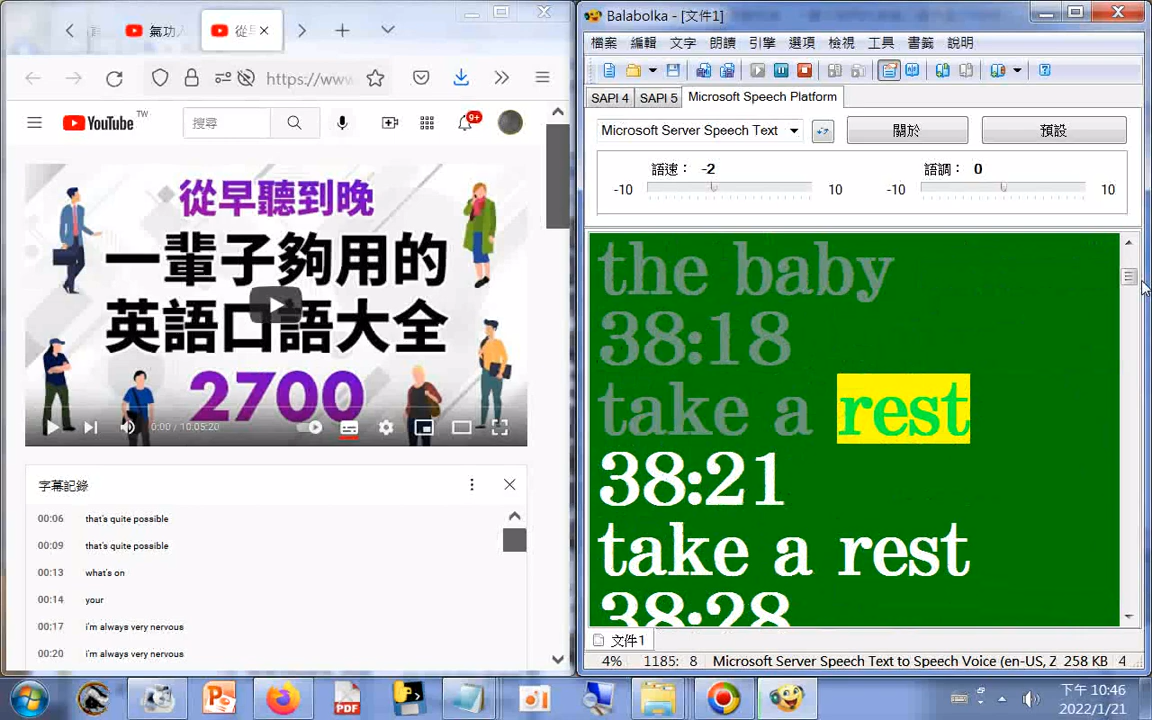 氣功
從
https://www
YouTube TW
搜尋
9+
從早聽到晚
一輩子夠用的
英語口語大全
2700
0:00 / 10:05:20
字幕記錄
00:06 that's quite possible
00:09 that's quite possible
00:13 what's on
00:14 your
00:17 i'm always very nervous
00:20 i'm always very nervous
Balabolka - [文件1]
檔案 編輯 文字 朗讀 引擎 選項 檢視 工具 書籤 說明
SAPI 4 SAPI 5 Microsoft Speech Platform
Microsoft Server Speech Text 關於 預設
語速： -2 語調： 0
-10 10 -10 10
the baby
38:18
take a rest
38:21
take a rest
38:28
文件1
4% 1185: 8 Microsoft Server Speech Text to Speech Voice (en-US, Z 258 KB 4
PDF
下午 10:46
2022/1/21